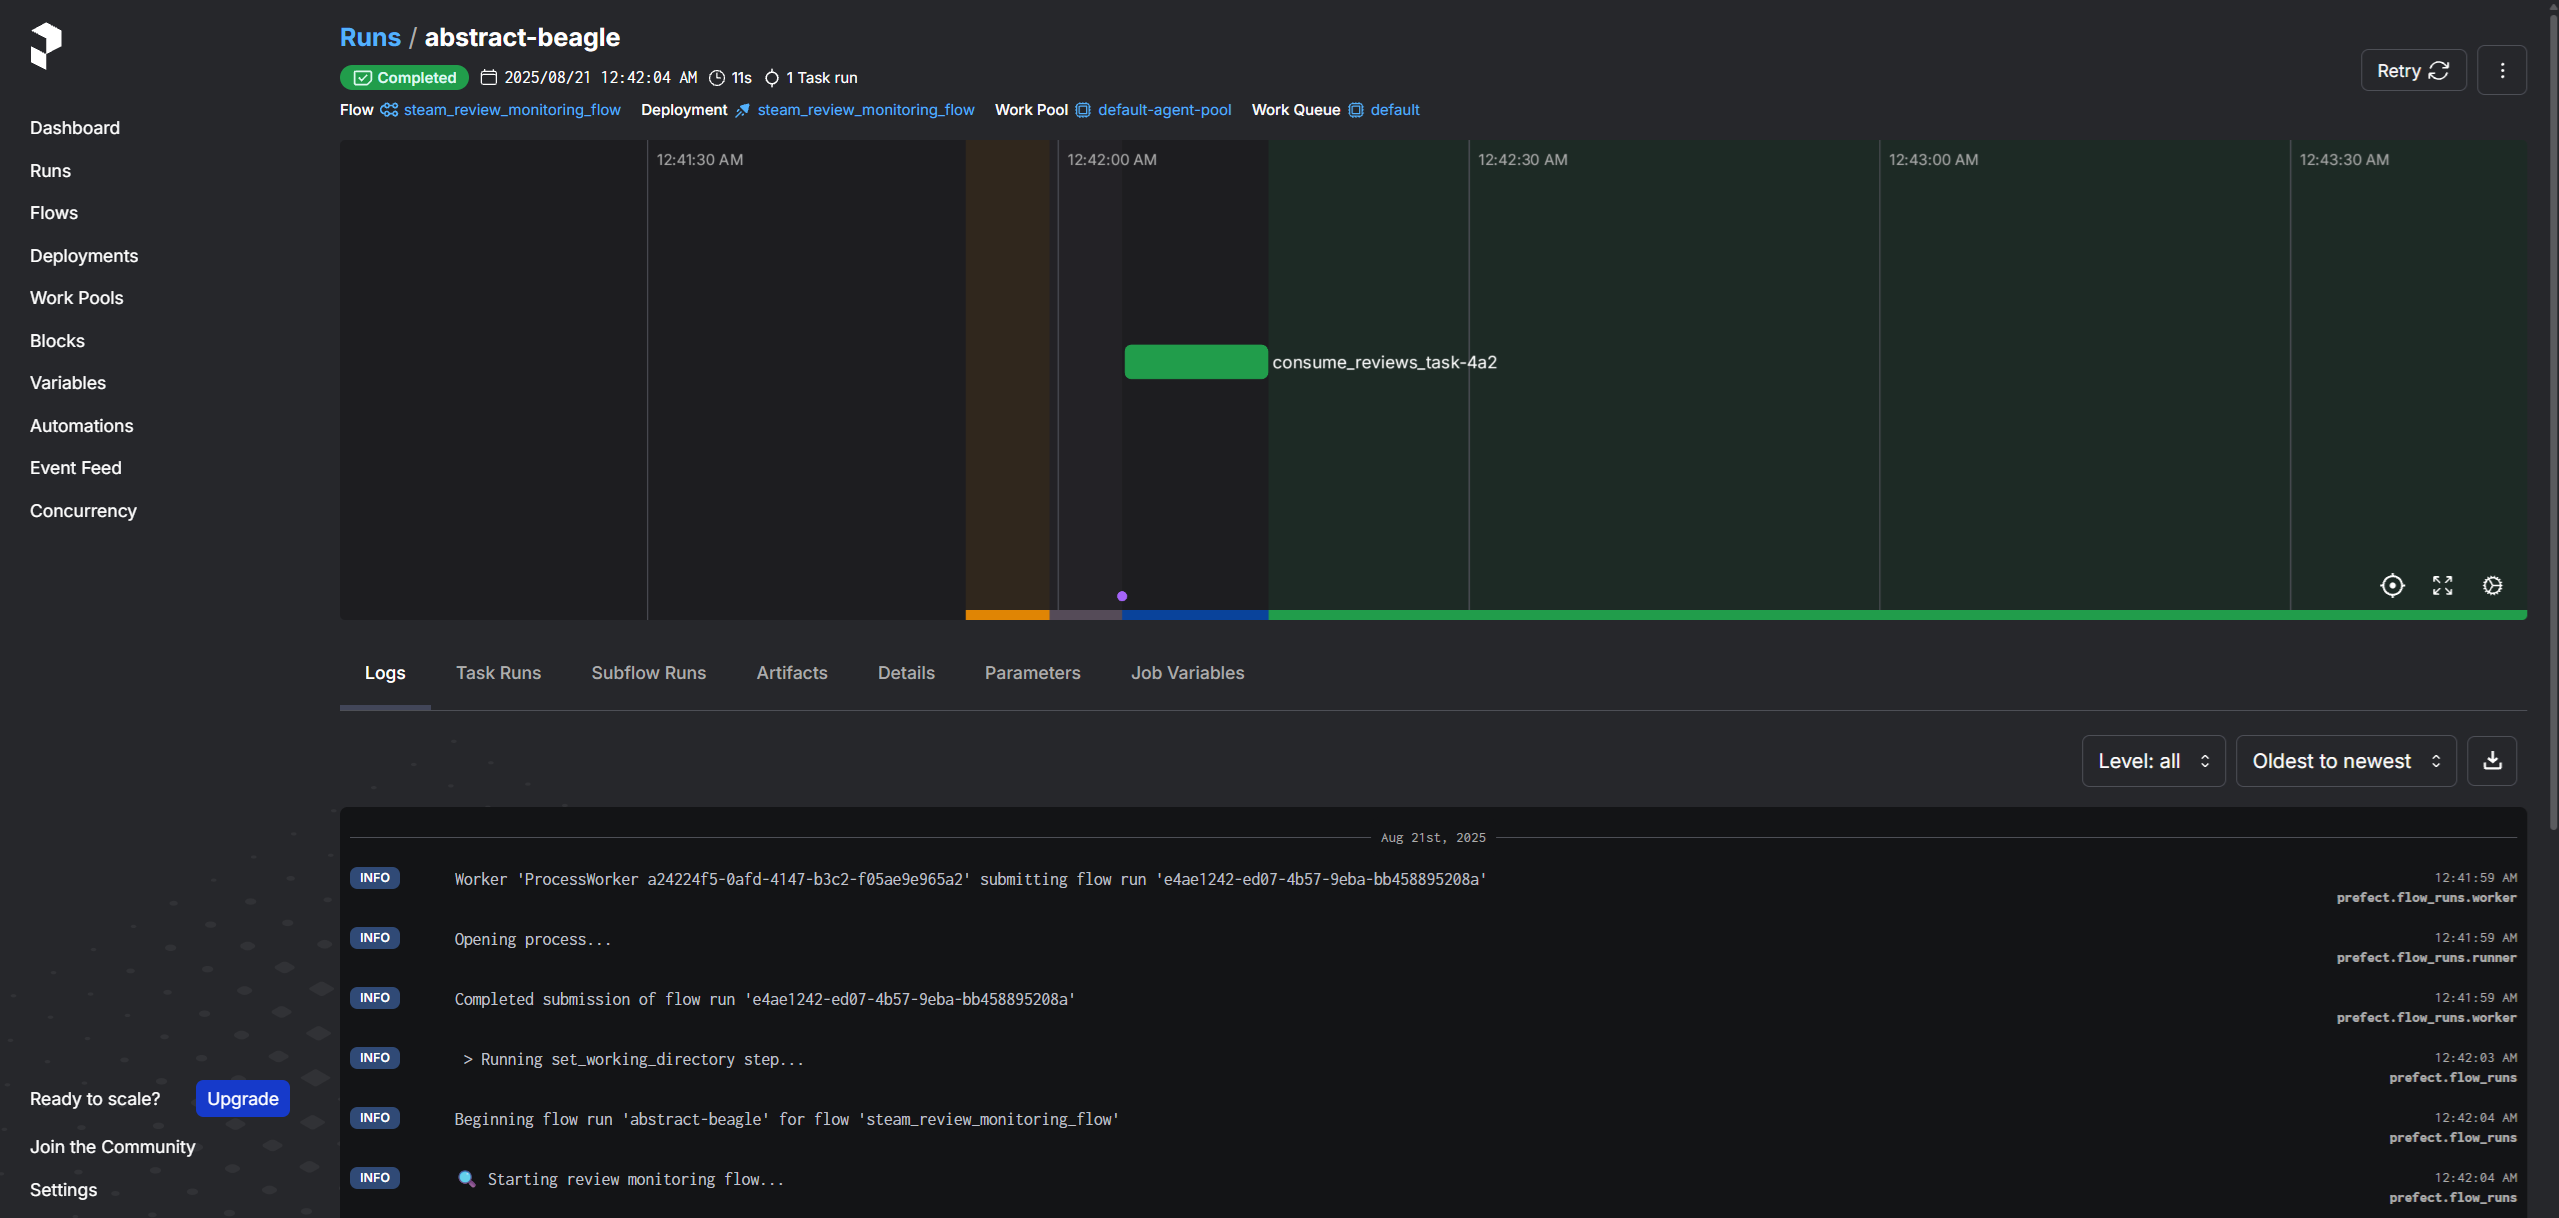 Runs / abstract-beagle
Completed 2025/08/21 12:42:04 AM 11s 1 Task run
Flow steam_review_monitoring_flow Deployment steam_review_monitoring_flow Work Pool default-agent-pool Work Queue default
Retry
Dashboard
Runs
Flows
Deployments
Work Pools
Blocks
Variables
Automations
Event Feed
Concurrency
Ready to scale? Upgrade
Join the Community
Settings
12:41:30 AM 12:42:00 AM 12:42:30 AM 12:43:00 AM 12:43:30 AM
consume_reviews_task-4a2
Logs Task Runs Subflow Runs Artifacts Details Parameters Job Variables
Level: all Oldest to newest
Aug 21st, 2025
INFO Worker 'ProcessWorker a24224f5-0afd-4147-b3c2-f05ae9e965a2' submitting flow run 'e4ae1242-ed07-4b57-9eba-bb458895208a' 12:41:59 AM
prefect.flow_runs.worker
INFO Opening process... 12:41:59 AM
prefect.flow_runs.runner
INFO Completed submission of flow run 'e4ae1242-ed07-4b57-9eba-bb458895208a' 12:41:59 AM
prefect.flow_runs.worker
INFO > Running set_working_directory step... 12:42:03 AM
prefect.flow_runs
INFO Beginning flow run 'abstract-beagle' for flow 'steam_review_monitoring_flow' 12:42:04 AM
prefect.flow_runs
INFO 🔍 Starting review monitoring flow... 12:42:04 AM
prefect.flow_runs